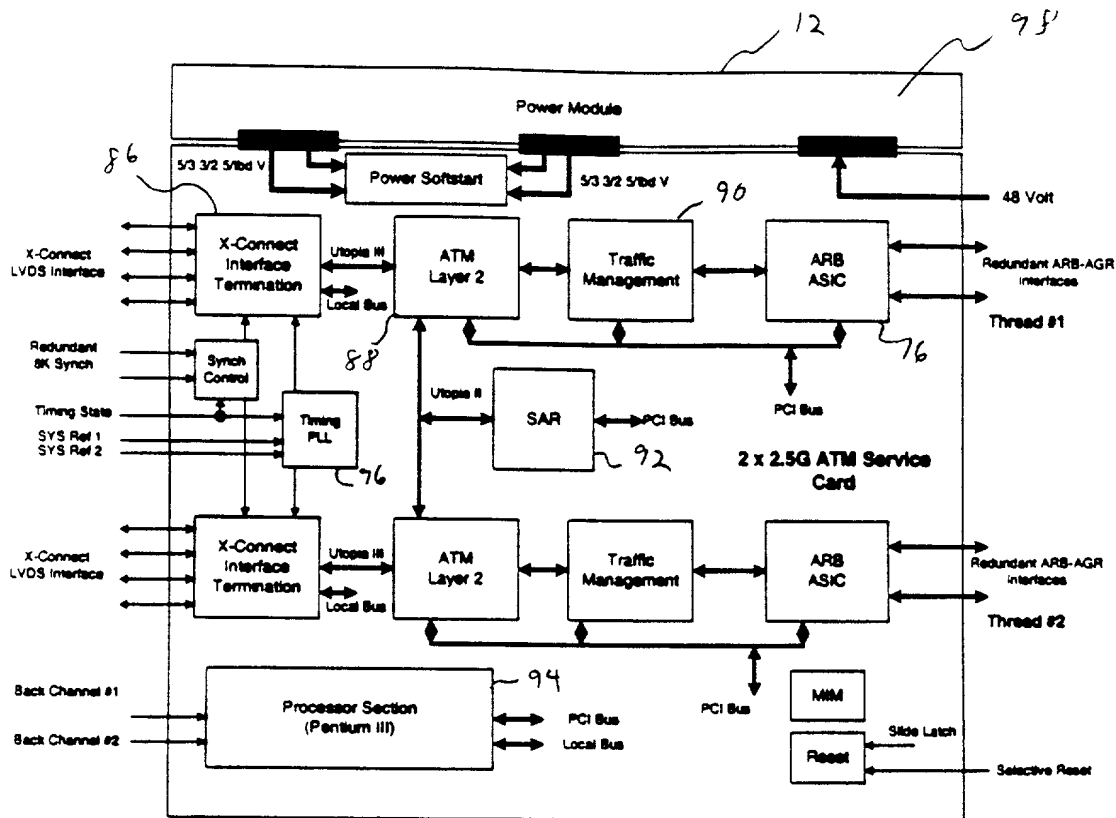 12
98
Power Module
86
5/3 3/2 5/tbd V
Power Softstart
5/3 3/2 5/tbd V
90
48 Volt
X-Connect
LVDS Interface
X-Connect
Interface
Termination
Utopia III
Local Bus
ATM
Layer 2
Traffic
Management
ARB
ASIC
Redundant ARB-AGR
Interfaces
Thread #1
88
76
Redundant
8K Synch
Synch
Control
Utopia II
PCI Bus
Timing State
Timing
PLL
SAR
PCI Bus
SYS Ref 1
SYS Ref 2
96
92
2 x 2.5G ATM Service
Card
X-Connect
LVDS Interface
X-Connect
Interface
Termination
Utopia III
Local Bus
ATM
Layer 2
Traffic
Management
ARB
ASIC
Redundant ARB-AGR
Interfaces
Thread #2
94
Back Channel #1
Back Channel #2
Processor Section
(Pentium III)
PCI Bus
Local Bus
PCI Bus
MIM
Slide Latch
Reset
Selective Reset